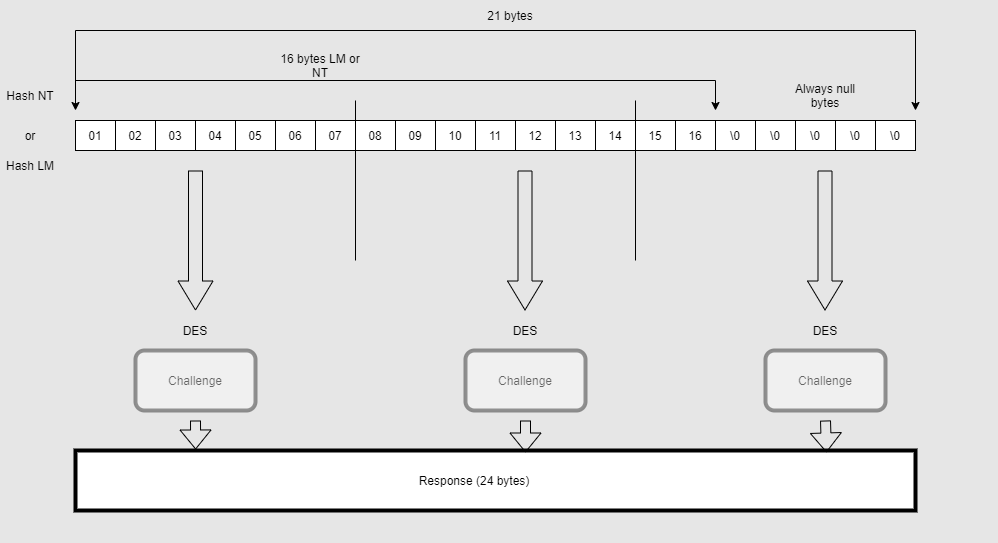 21 bytes
16 bytes LM or
NT
Always null
bytes
Hash NT
or
Hash LM
01 02 03 04 05 06 07 08 09 10 11 12 13 14 15 16 \0 \0 \0 \0 \0
DES DES DES
Challenge Challenge Challenge
Response (24 bytes)